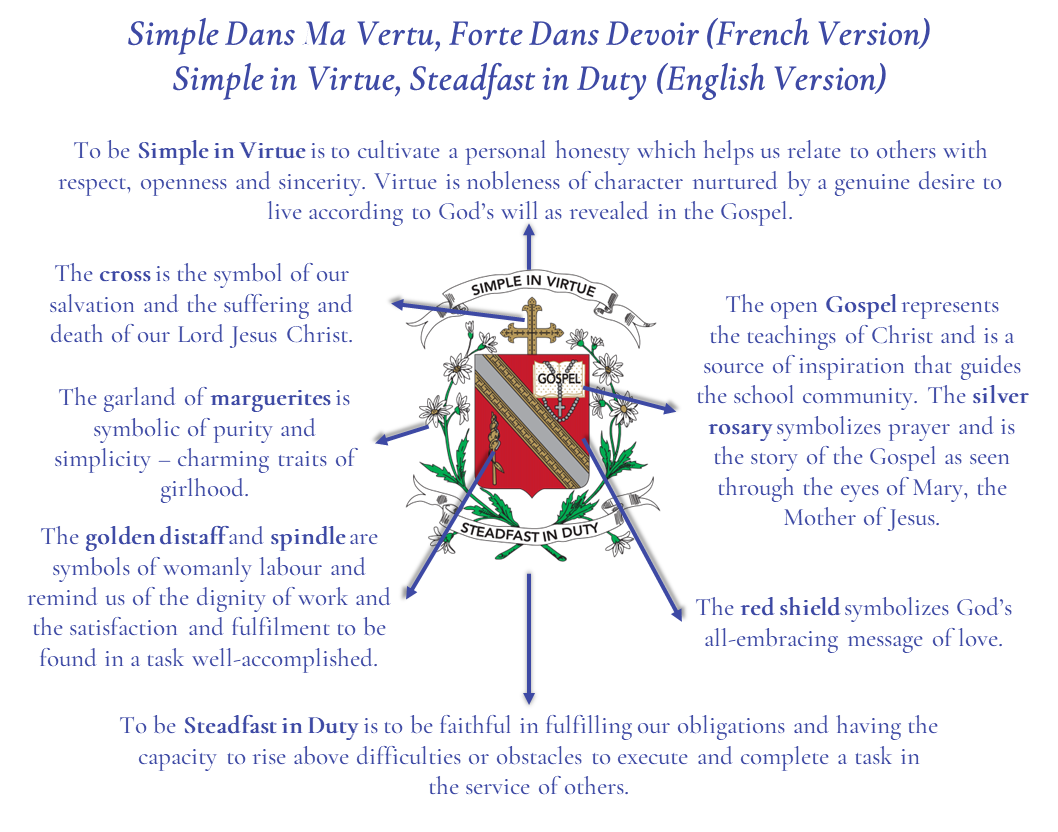 Simple Dans Ma Vertu, Forte Dans Devoir (French Version)
Simple in Virtue, Steadfast in Duty (English Version)
To be Simple in Virtue is to cultivate a personal honesty which helps us relate to others with
respect, openness and sincerity. Virtue is nobleness of character nurtured by a genuine desire to
live according to God's will as revealed in the Gospel.
The cross is the symbol of our
salvation and the suffering and
death of our Lord Jesus Christ.
The garland of marguerites is
symbolic of purity and
simplicity – charming traits of
girlhood.
The golden distaff and spindle are
symbols of womanly labour and
remind us of the dignity of work and
the satisfaction and fulfilment to be
found in a task well-accomplished.
SIMPLE IN VIRTUE
GOSPEL
STEADFAST IN DUTY
The open Gospel represents
the teachings of Christ and is a
source of inspiration that guides
the school community. The silver
rosary symbolizes prayer and is
the story of the Gospel as seen
through the eyes of Mary, the
Mother of Jesus.
The red shield symbolizes God's
all-embracing message of love.
To be Steadfast in Duty is to be faithful in fulfilling our obligations and having the
capacity to rise above difficulties or obstacles to execute and complete a task in
the service of others.